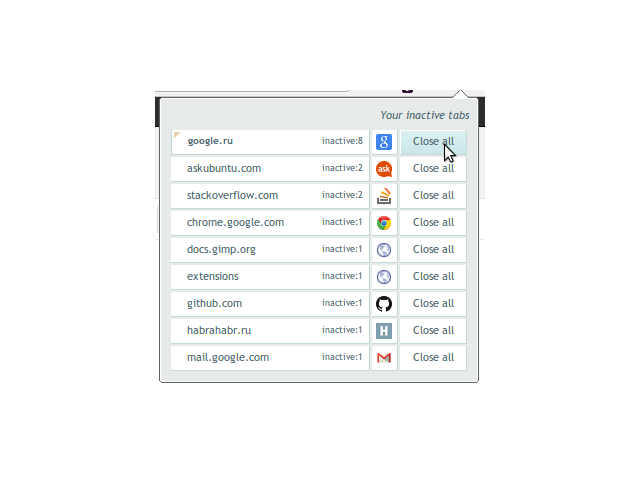 Your inactive tabs
google.ru inactive:8 8 Close all
askubuntu.com inactive:2 ask Close all
stackoverflow.com inactive:2 Close all
chrome.google.com inactive:1 Close all
docs.gimp.org inactive:1 Close all
extensions inactive:1 Close all
github.com inactive:1 Close all
habrahabr.ru inactive:1 H Close all
mail.google.com inactive:1 M Close all